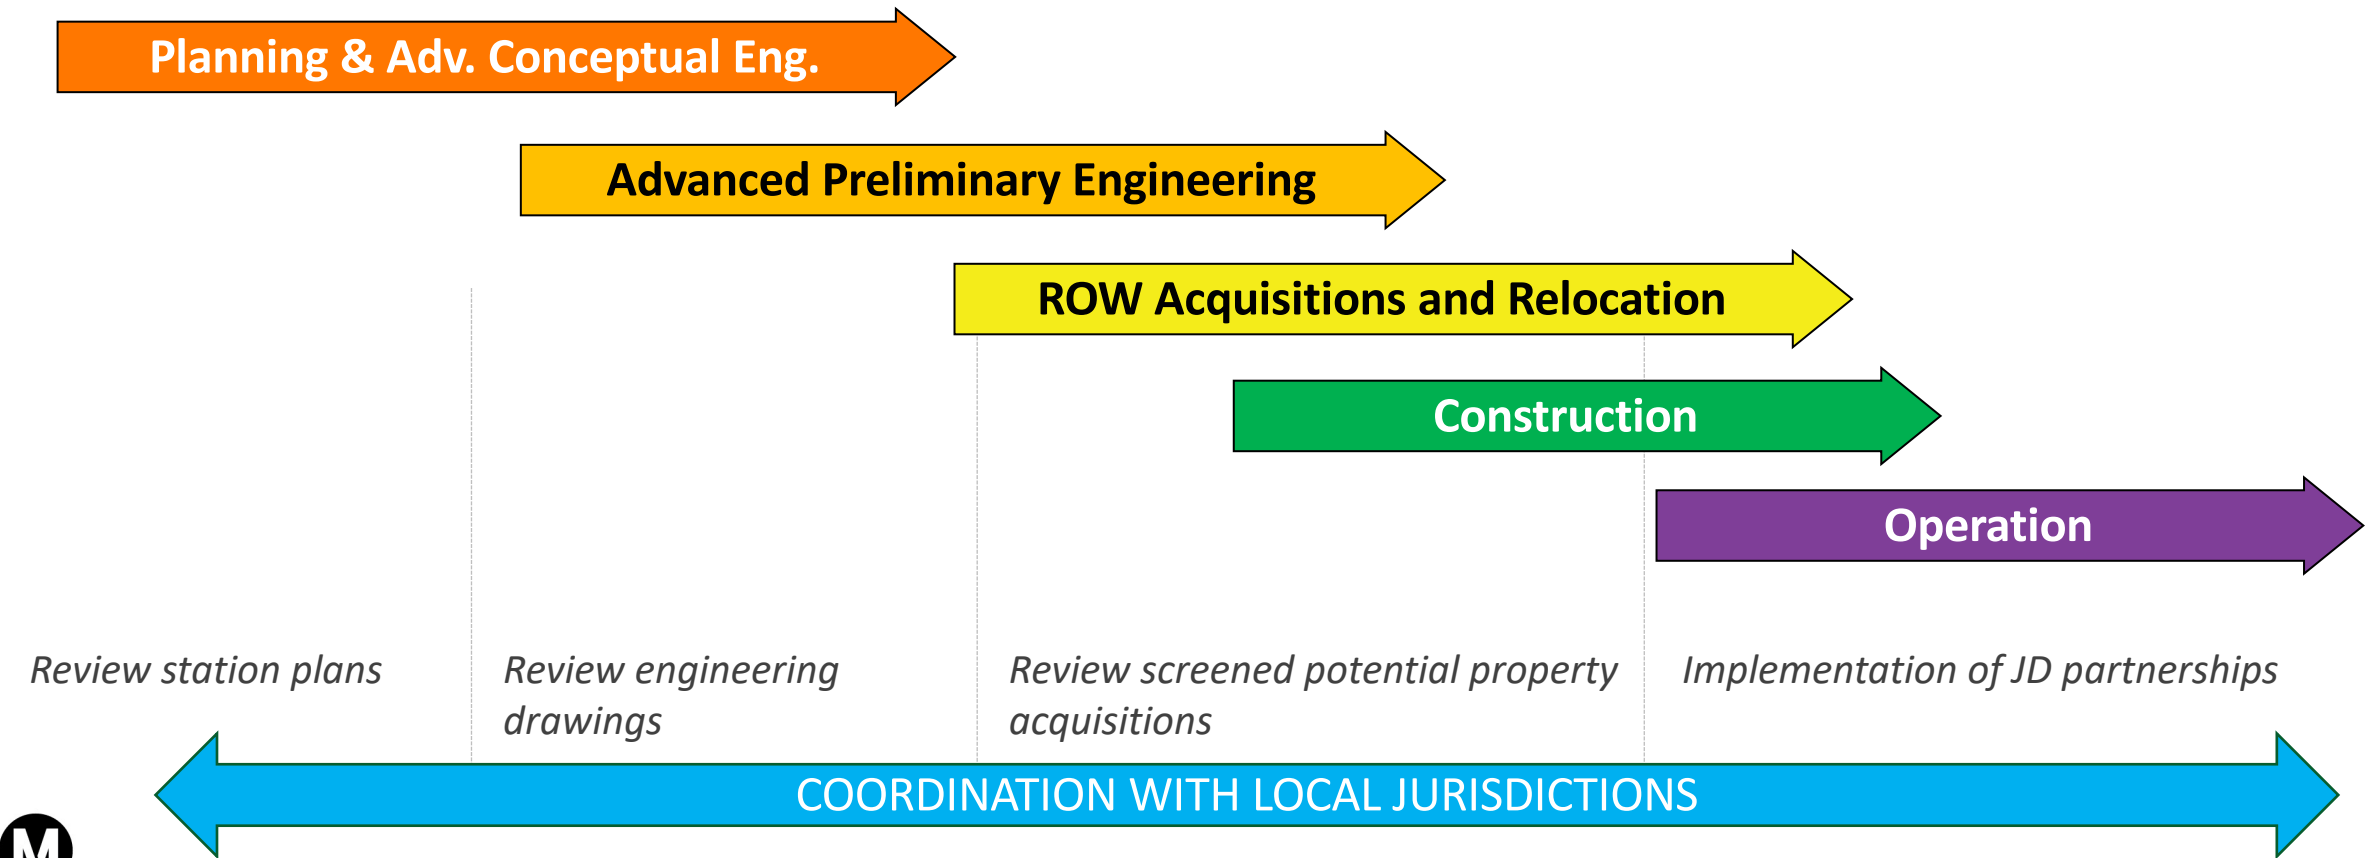 Planning & Adv. Conceptual Eng.
Advanced Preliminary Engineering
ROW Acquisitions and Relocation
Construction
Operation
Review station plans
Review engineering
drawings
Review screened potential property
acquisitions
Implementation of JD partnerships
COORDINATION WITH LOCAL JURISDICTIONS
M